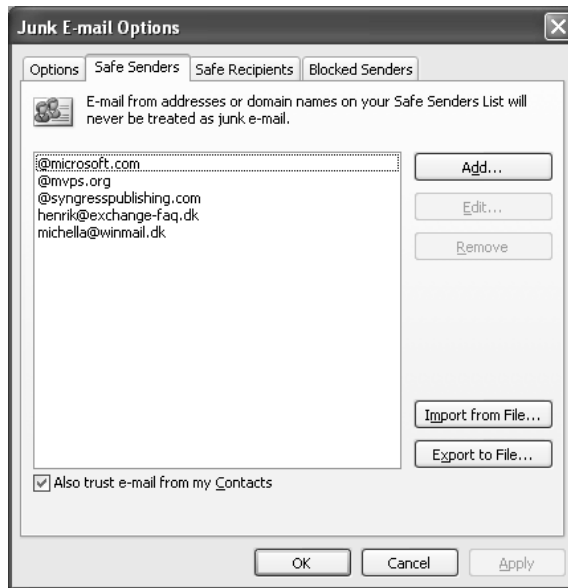 Junk E-mail Options
Options
Safe Senders
Safe Recipients
Blocked Senders
E-mail from addresses or domain names on your Safe Senders List will
never be treated as junk e-mail.
@microsoft.com
@mvps.org
@syngresspublishing.com
henrik@exchange-faq.dk
michella@winmail.dk
Add...
Edit...
Remove
Import from File...
Export to File...
Also trust e-mail from my Contacts
OK
Cancel
Apply